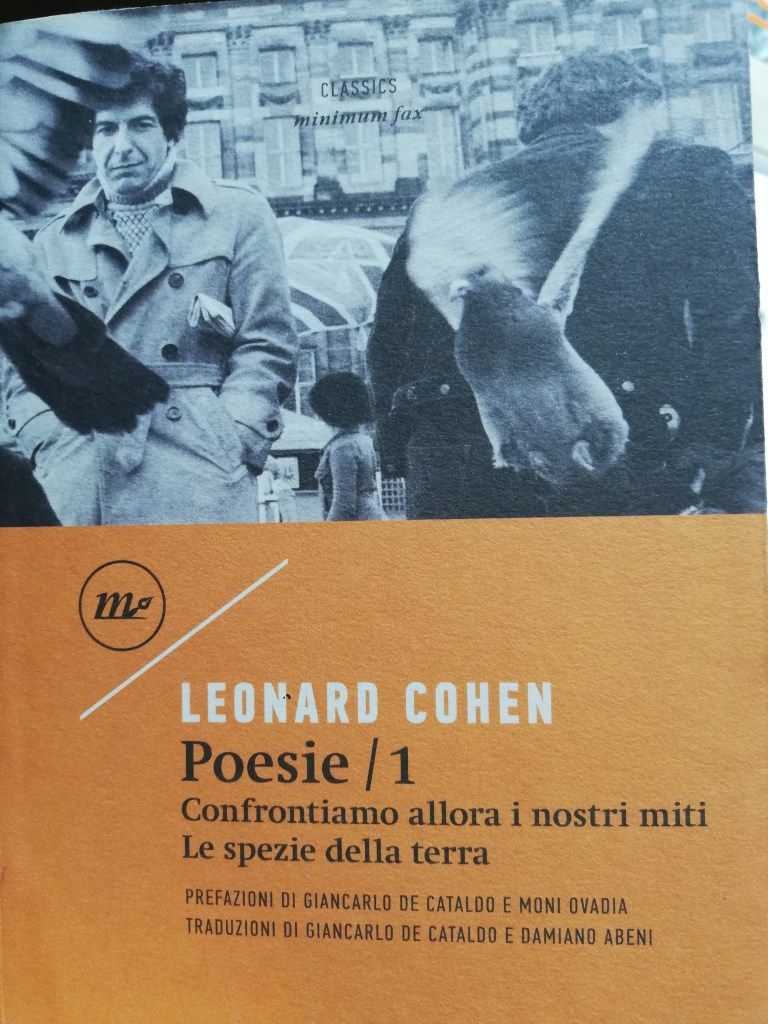 CLASSICS
minimum fax
m
LEONARD COHEN
Poesie / 1
Confrontiamo allora i nostri miti
Le spezie della terra
PREFAZIONI DI GIANCARLO DE CATALDO E MONI OVADIA
TRADUZIONI DI GIANCARLO DE CATALDO E DAMIANO ABENI